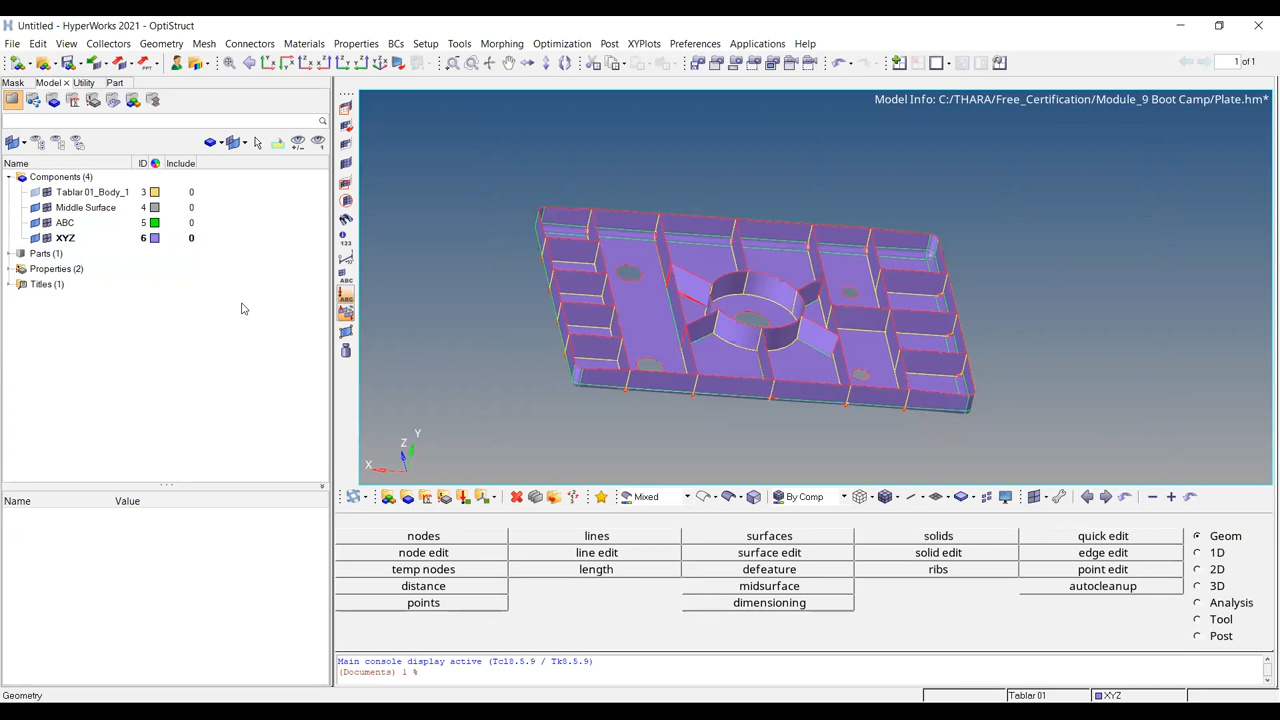 Untitled - HyperWorks 2021 - OptiStruct
File Edit View Collectors Geometry Mesh Connectors Materials Properties BCs Setup Tools Morphing Optimization Post XYPlots Preferences Applications Help
1 of 1
Mask Model Utility Part
Model Info: C:/THARA/Free_Certification/Module_9 Boot Camp/Plate.hm*
Name ID Include
Components (4)
Tablar 01_Body_1 3 0
Middle Surface 4 0
ABC 5 0
XYZ 6 0
Parts (1)
Properties (2)
Titles (1)
123
ABC
ABC
Z Y
X
Name Value
Mixed By Comp
nodes lines surfaces solids quick edit Geom
node edit line edit surface edit solid edit edge edit 1D
temp nodes length defeature ribs point edit 2D
distance midsurface autocleanup 3D
points dimensioning Analysis
Tool
Post
Main console display active (Tcl8.5.9 / Tk8.5.9)
(Documents) 1 %
Geometry Tablar 01 XYZ